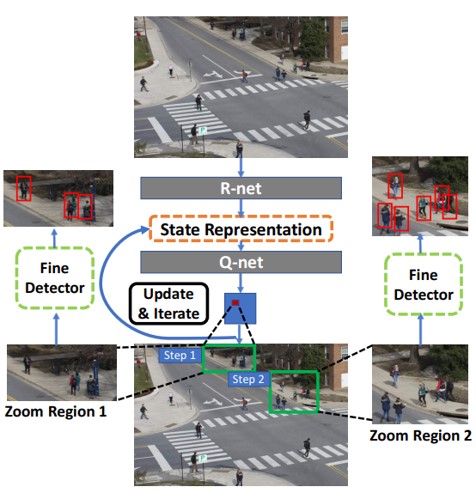 R-net
State Representation
Q-net
Update
& Iterate
Fine
Detector
Fine
Detector
Step 1
Step 2
Zoom Region 1
Zoom Region 2